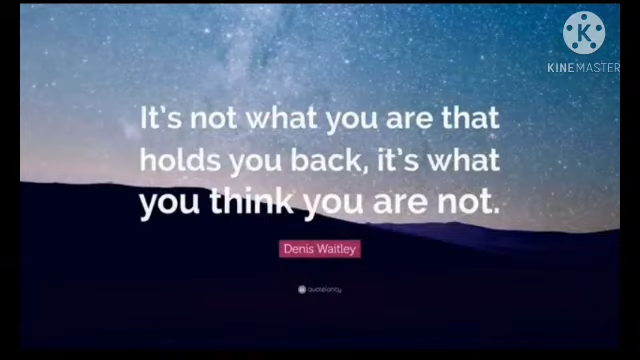 KINEMASTER
It's not what you are that
holds you back, it's what
you think you are not.
Denis Waitley
quotefancy